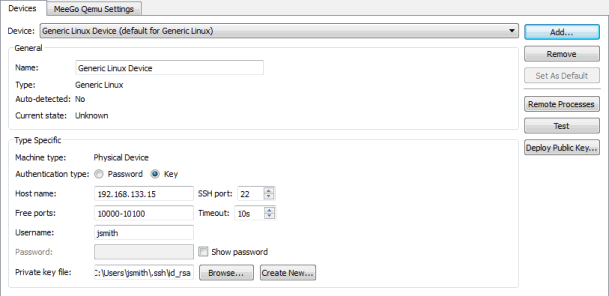 Devices MeeGo Qemu Settings
Device: Generic Linux Device (default for Generic Linux) Add...
General
Remove
Name: Generic Linux Device
Set As Default
Type: Generic Linux
Auto-detected: No Remote Processes
Current state: Unknown
Test
Type Specific
Deploy Public Key...
Machine type: Physical Device
Authentication type: Password Key
Host name: 192.168.133.15 SSH port: 22
Free ports: 10000-10100 Timeout: 10s
Username: jsmith
Password: Show password
Private key file: C:\Users\jsmith\.ssh\id_rsa Browse... Create New...